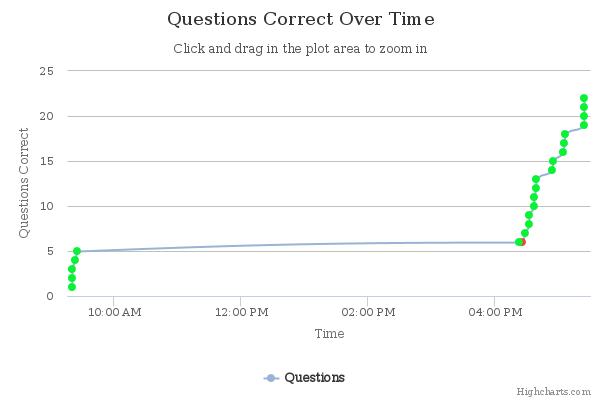 Questions Correct Over Time
Click and drag in the plot area to zoom in
Questions Correct
25
20
15
10
5
0
10:00 AM
12:00 PM
02:00 PM
04:00 PM
Time
Questions
Highcharts.com